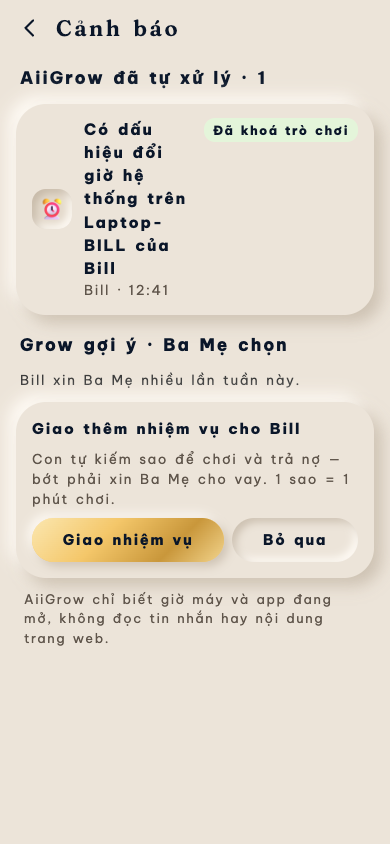 Cảnh báo
AiiGrow đã tự xử lý · 1
Có dấu
hiệu đổi
giờ hệ
thống trên
Laptop-
BILL của
Bill
Bill · 12:41
Đã khoá trò chơi
Grow gợi ý · Ba Mẹ chọn
Bill xin Ba Mẹ nhiều lần tuần này.
Giao thêm nhiệm vụ cho Bill
Con tự kiếm sao để chơi và trả nợ —
bớt phải xin Ba Mẹ cho vay. 1 sao = 1
phút chơi.
Giao nhiệm vụ
Bỏ qua
AiiGrow chỉ biết giờ máy và app đang
mở, không đọc tin nhắn hay nội dung
trang web.